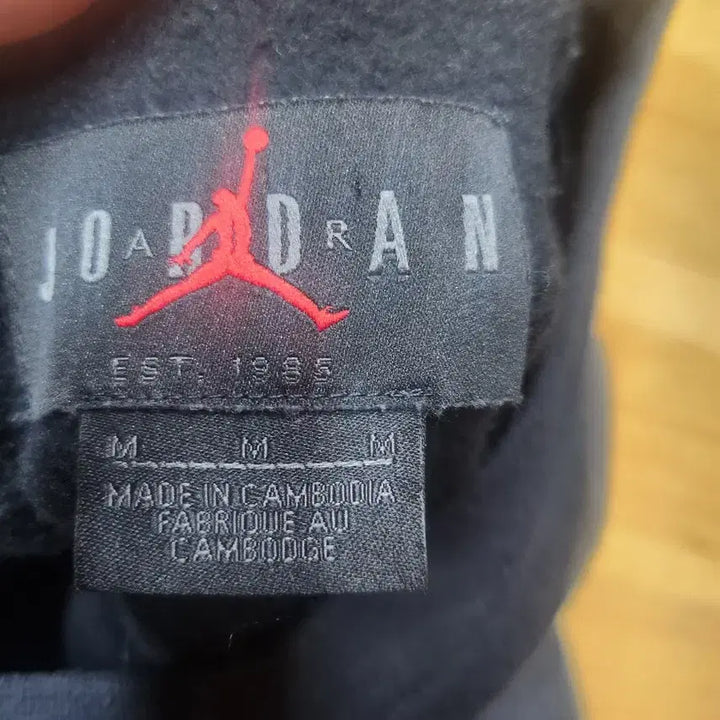 JORDAN
AIR
EST. 1985
M M M
MADE IN CAMBODIA
FABRIQUE AU
CAMBODGE